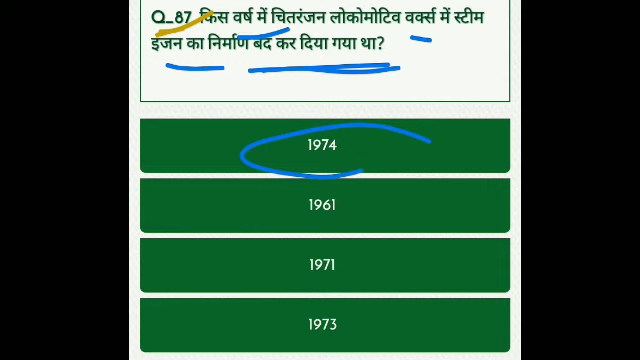 Q_87 किस वर्ष में चितरंजन लोकोमोटिव वर्क्स में स्टीम
इंजन का निर्माण बंद कर दिया गया था?
1974
1961
1971
1973